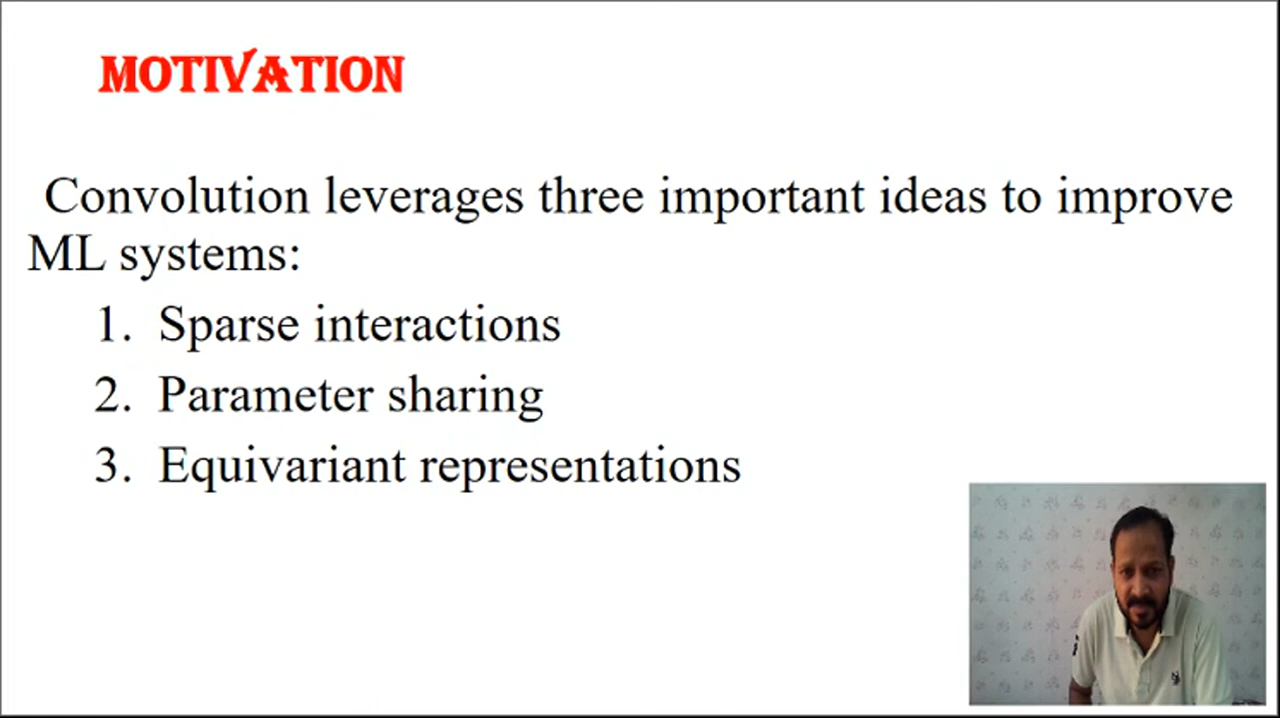 MOTIVATION
Convolution leverages three important ideas to improve
ML systems:
1. Sparse interactions
2. Parameter sharing
3. Equivariant representations